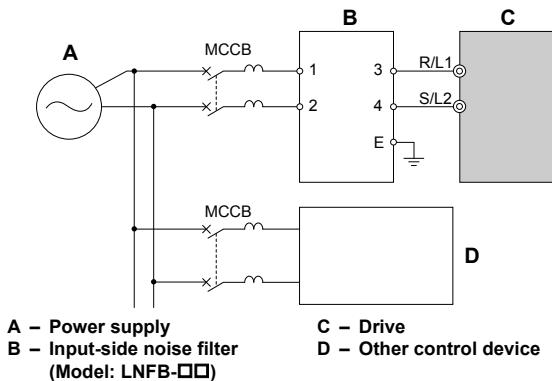 A
B
C
MCCB
1
3
R/L1
2
4
S/L2
E
MCCB
D
A – Power supply
B – Input-side noise filter
(Model: LNFB-□□)
C – Drive
D – Other control device